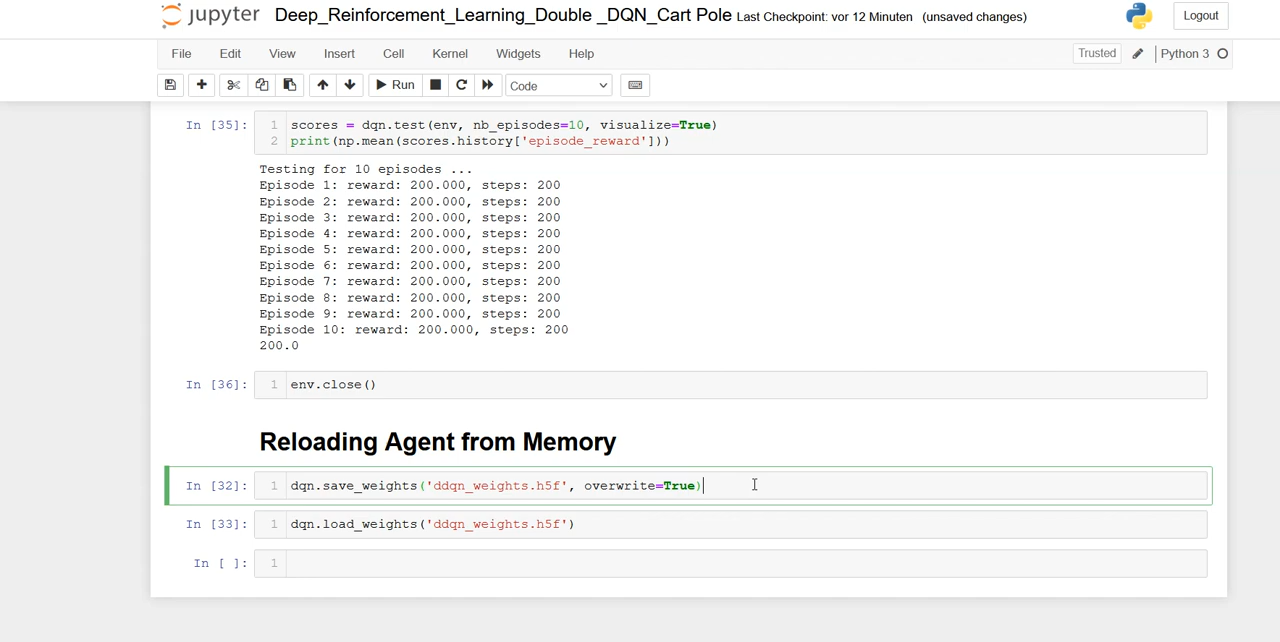 jupyter Deep_Reinforcement_Learning_Double _DQN_Cart Pole Last Checkpoint: vor 12 Minuten (unsaved changes) Logout
File Edit View Insert Cell Kernel Widgets Help Trusted Python 3
Run Code
In [35]: 1 scores = dqn.test(env, nb_episodes=10, visualize=True)
2 print(np.mean(scores.history['episode_reward']))
Testing for 10 episodes ...
Episode 1: reward: 200.000, steps: 200
Episode 2: reward: 200.000, steps: 200
Episode 3: reward: 200.000, steps: 200
Episode 4: reward: 200.000, steps: 200
Episode 5: reward: 200.000, steps: 200
Episode 6: reward: 200.000, steps: 200
Episode 7: reward: 200.000, steps: 200
Episode 8: reward: 200.000, steps: 200
Episode 9: reward: 200.000, steps: 200
Episode 10: reward: 200.000, steps: 200
200.0
In [36]: 1 env.close()
Reloading Agent from Memory
In [32]: 1 dqn.save_weights('ddqn_weights.h5f', overwrite=True)
In [33]: 1 dqn.load_weights('ddqn_weights.h5f')
In [ ]: 1